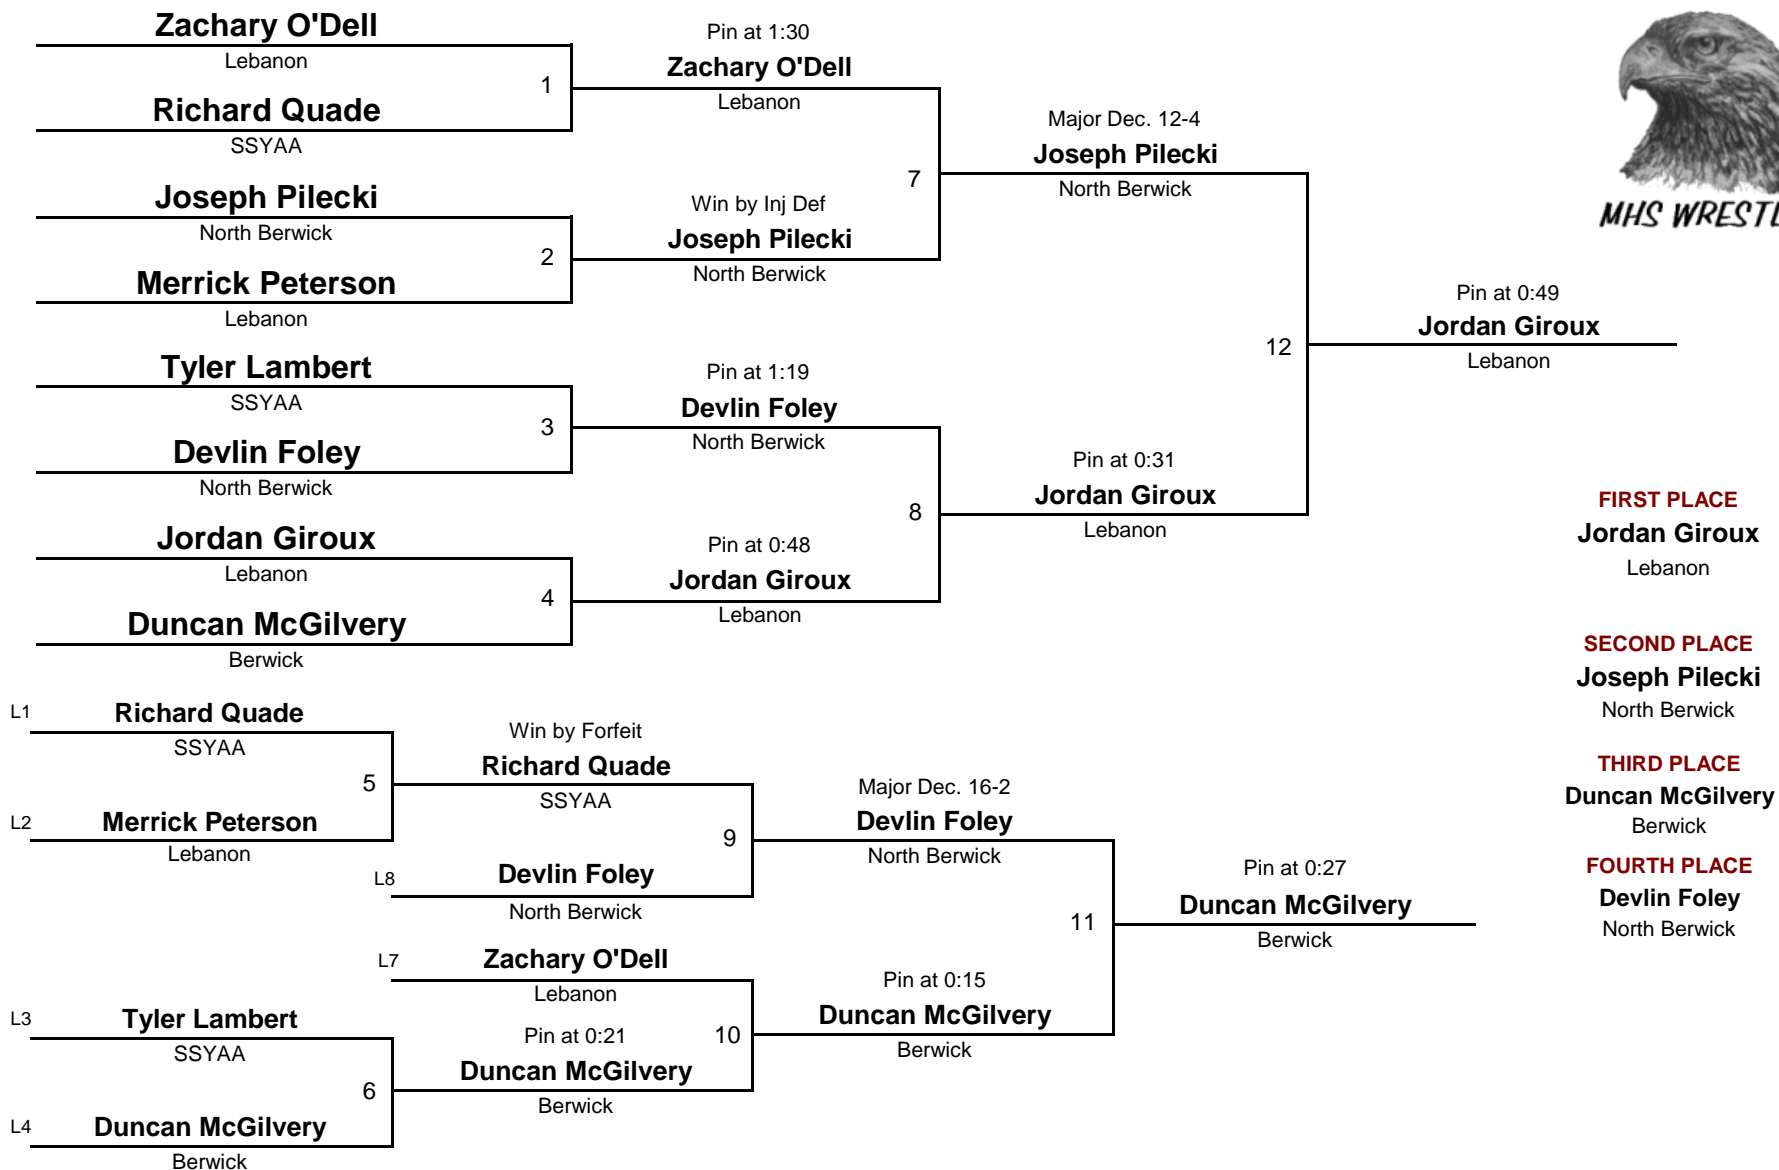 Zachary O'Dell
Lebanon
1
Richard Quade
SSYAA
Joseph Pilecki
North Berwick
2
Merrick Peterson
Lebanon
Tyler Lambert
SSYAA
3
Devlin Foley
North Berwick
Jordan Giroux
Lebanon
4
Duncan McGilvery
Berwick
Pin at 1:30
Zachary O'Dell
Lebanon
7
Win by Inj Def
Joseph Pilecki
North Berwick
Pin at 1:19
Devlin Foley
North Berwick
8
Pin at 0:48
Jordan Giroux
Lebanon
Major Dec. 12-4
Joseph Pilecki
North Berwick
12
Pin at 0:31
Jordan Giroux
Lebanon
Pin at 0:49
Jordan Giroux
Lebanon
MHS WRESTL
FIRST PLACE
Jordan Giroux
Lebanon
SECOND PLACE
Joseph Pilecki
North Berwick
THIRD PLACE
Duncan McGilvery
Berwick
FOURTH PLACE
Devlin Foley
North Berwick
L1 Richard Quade
SSYAA
5
L2 Merrick Peterson
Lebanon
L3 Tyler Lambert
SSYAA
6
L4 Duncan McGilvery
Berwick
Win by Forfeit
Richard Quade
SSYAA
9
L8 Devlin Foley
North Berwick
L7 Zachary O'Dell
Lebanon
10
Pin at 0:21
Duncan McGilvery
Berwick
Major Dec. 16-2
Devlin Foley
North Berwick
11
Pin at 0:15
Duncan McGilvery
Berwick
Pin at 0:27
Duncan McGilvery
Berwick